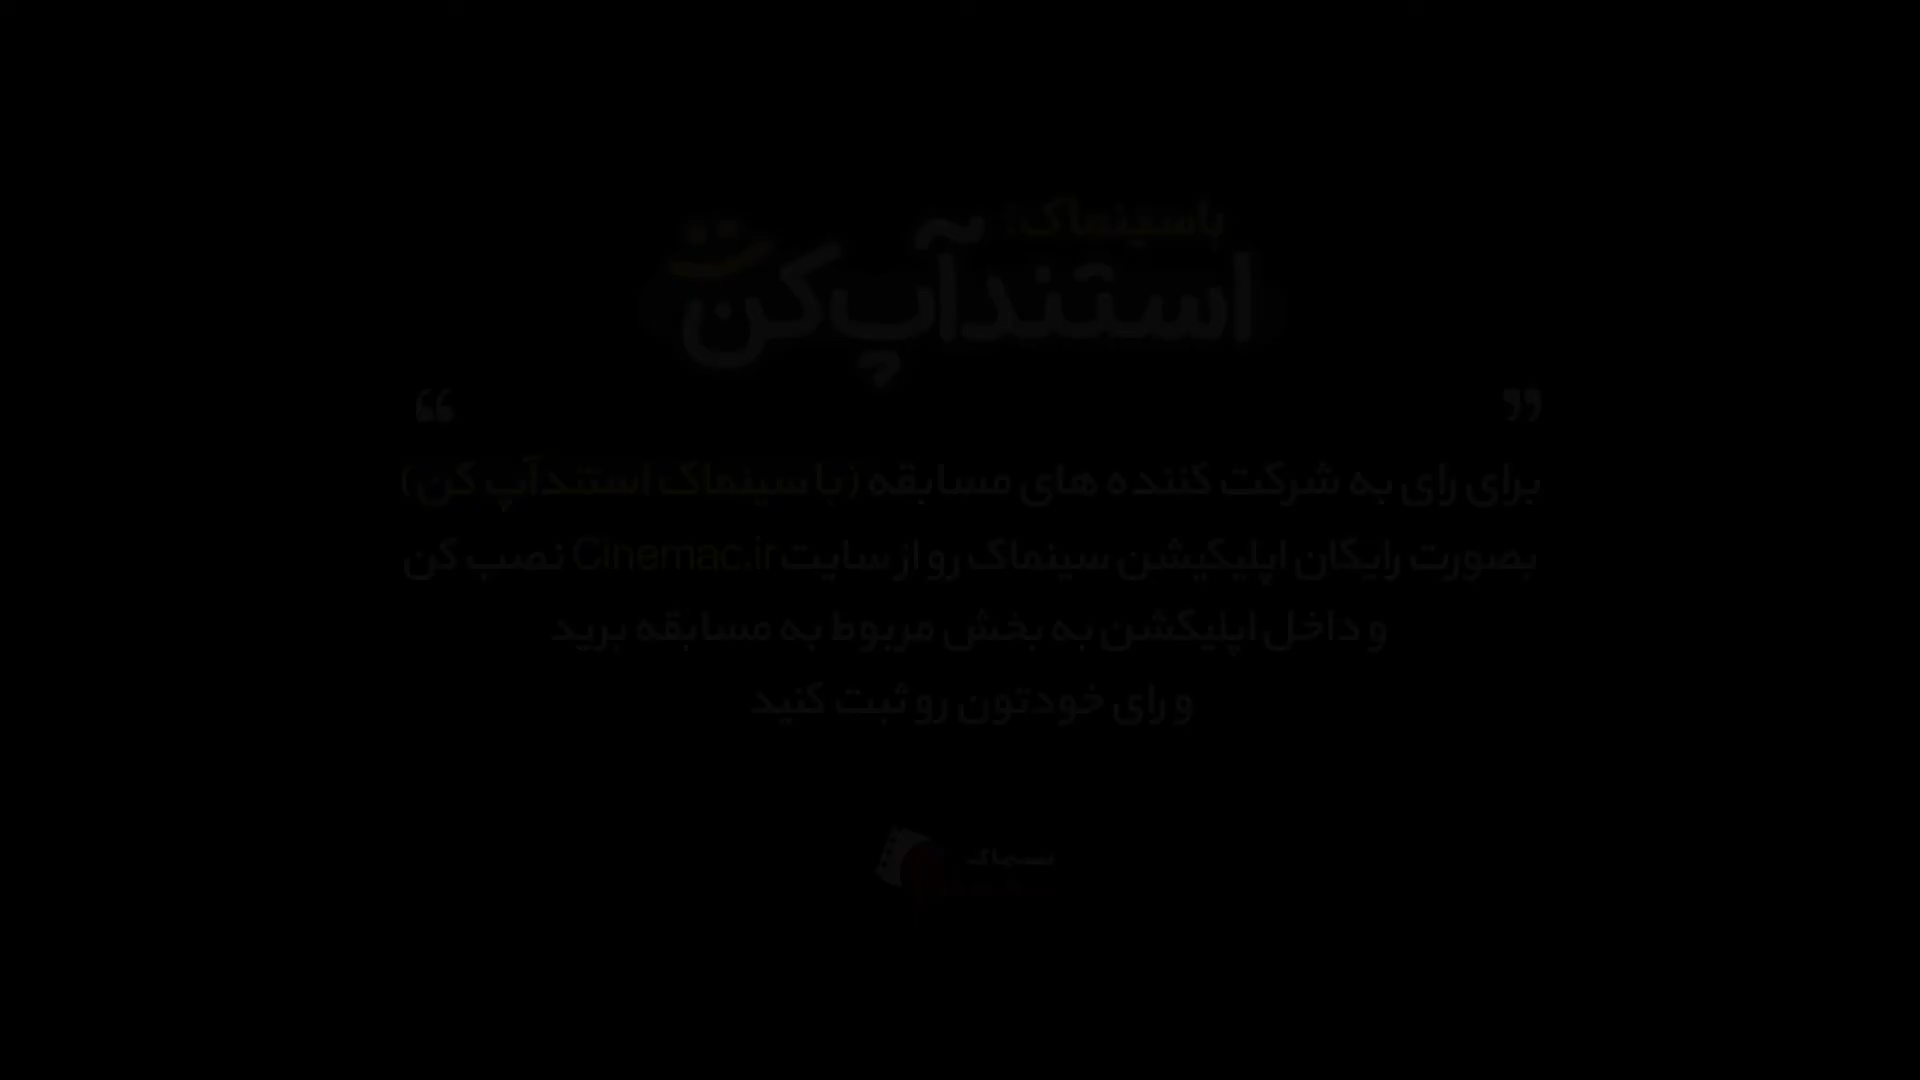 باسینماک؛
استندآپ کن
”
“
برای رای به شرکت کننده های مسابقه (با سینماک استندآپ کن)
بصورت رایگان اپلیکیشن سینماک رو از سایت Cinemac.ir نصب کن
و داخل اپلیکشن به بخش مربوط به مسابقه برید
و رای خودتون رو ثبت کنید
سینماک